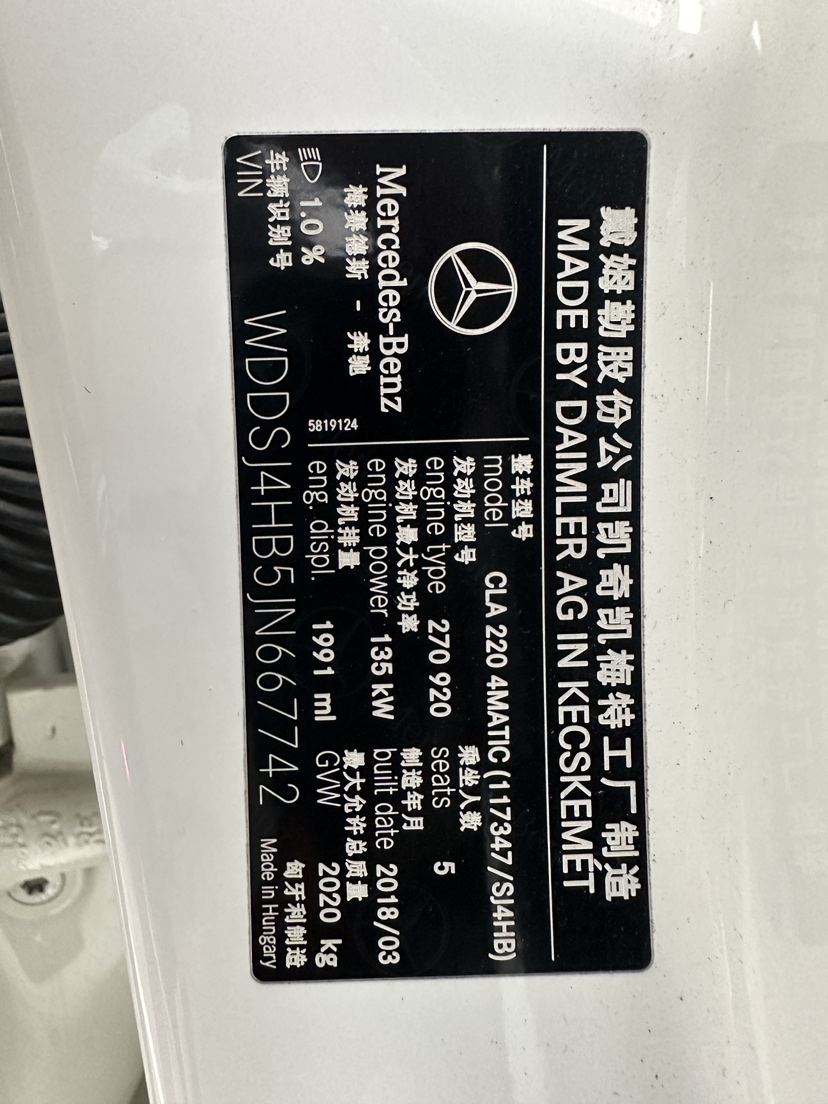 戴姆勒股份公司凯奇凯梅特工厂制造
MADE BY DAIMLER AG IN KECSKEMÉT
Mercedes-Benz
梅赛德斯 - 奔驰
1.0 %
5819124
整车型号
model CLA 220 4MATIC (117347/SJ4HB)
发动机型号 乘坐人数
engine type 270 920 seats 5
发动机最大净功率 制造年月
engine power 135 kW built date 2018/03
发动机排量 最大允许总质量
eng. displ. 1991 ml GVW 2020 kg
车辆识别号 匈牙利制造
VIN WDDSJ4HB5JN667742 Made in Hungary